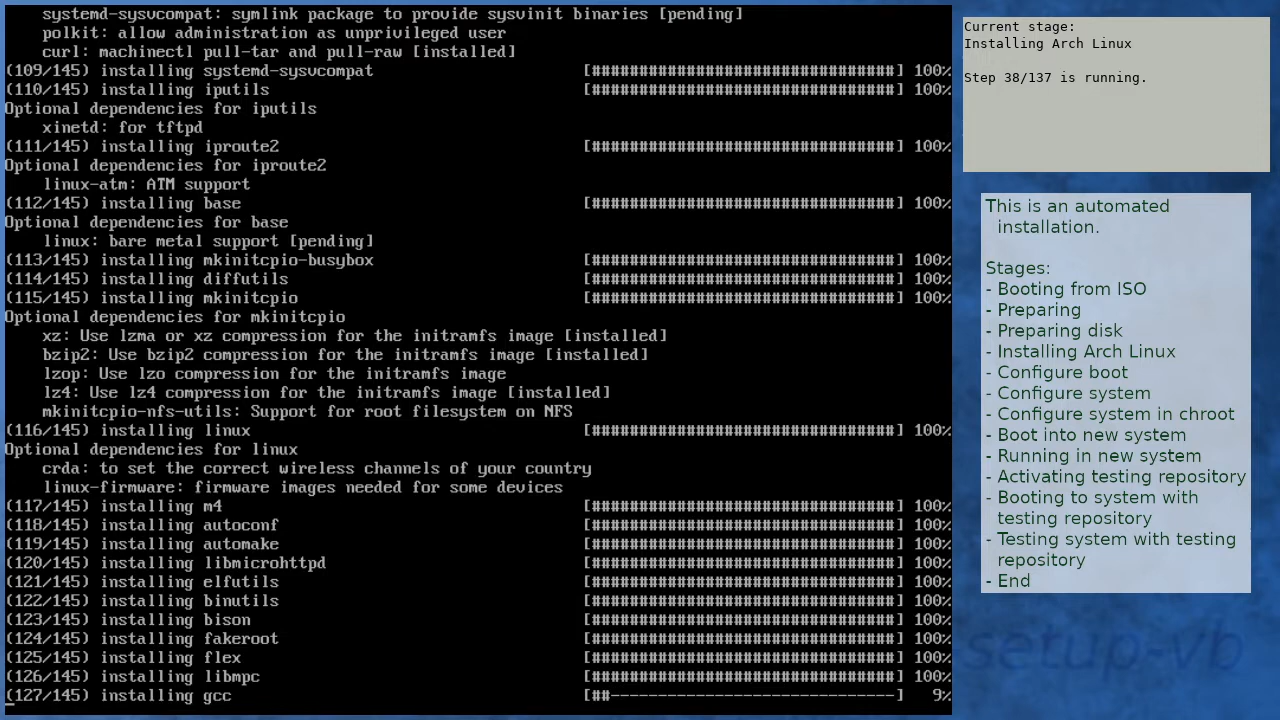 systemd-sysvcompat: symlink package to provide sysvinit binaries [pending]
polkit: allow administration as unprivileged user
curl: machinectl pull-tar and pull-raw [installed]
(109/145) installing systemd-sysvcompat [################################] 100%
(110/145) installing iputils [################################] 100%
Optional dependencies for iputils
xinetd: for tftpd
(111/145) installing iproute2 [################################] 100%
Optional dependencies for iproute2
linux-atm: ATM support
(112/145) installing base [################################] 100%
Optional dependencies for base
linux: bare metal support [pending]
(113/145) installing mkinitcpio-busybox [################################] 100%
(114/145) installing diffutils [################################] 100%
(115/145) installing mkinitcpio [################################] 100%
Optional dependencies for mkinitcpio
xz: Use lzma or xz compression for the initramfs image [installed]
bzip2: Use bzip2 compression for the initramfs image [installed]
lzop: Use lzo compression for the initramfs image
lz4: Use lz4 compression for the initramfs image [installed]
mkinitcpio-nfs-utils: Support for root filesystem on NFS
(116/145) installing linux [################################] 100%
Optional dependencies for linux
crda: to set the correct wireless channels of your country
linux-firmware: firmware images needed for some devices
(117/145) installing m4 [################################] 100%
(118/145) installing autoconf [################################] 100%
(119/145) installing automake [################################] 100%
(120/145) installing libmicrohttpd [################################] 100%
(121/145) installing elfutils [################################] 100%
(122/145) installing binutils [################################] 100%
(123/145) installing bison [################################] 100%
(124/145) installing fakeroot [################################] 100%
(125/145) installing flex [################################] 100%
(126/145) installing libmpc [################################] 100%
(127/145) installing gcc [##------------------------------] 9%
Current stage:
Installing Arch Linux
Step 38/137 is running.
This is an automated
installation.
Stages:
- Booting from ISO
- Preparing
- Preparing disk
- Installing Arch Linux
- Configure boot
- Configure system
- Configure system in chroot
- Boot into new system
- Running in new system
- Activating testing repository
- Booting to system with
testing repository
- Testing system with testing
repository
- End
setup-vb